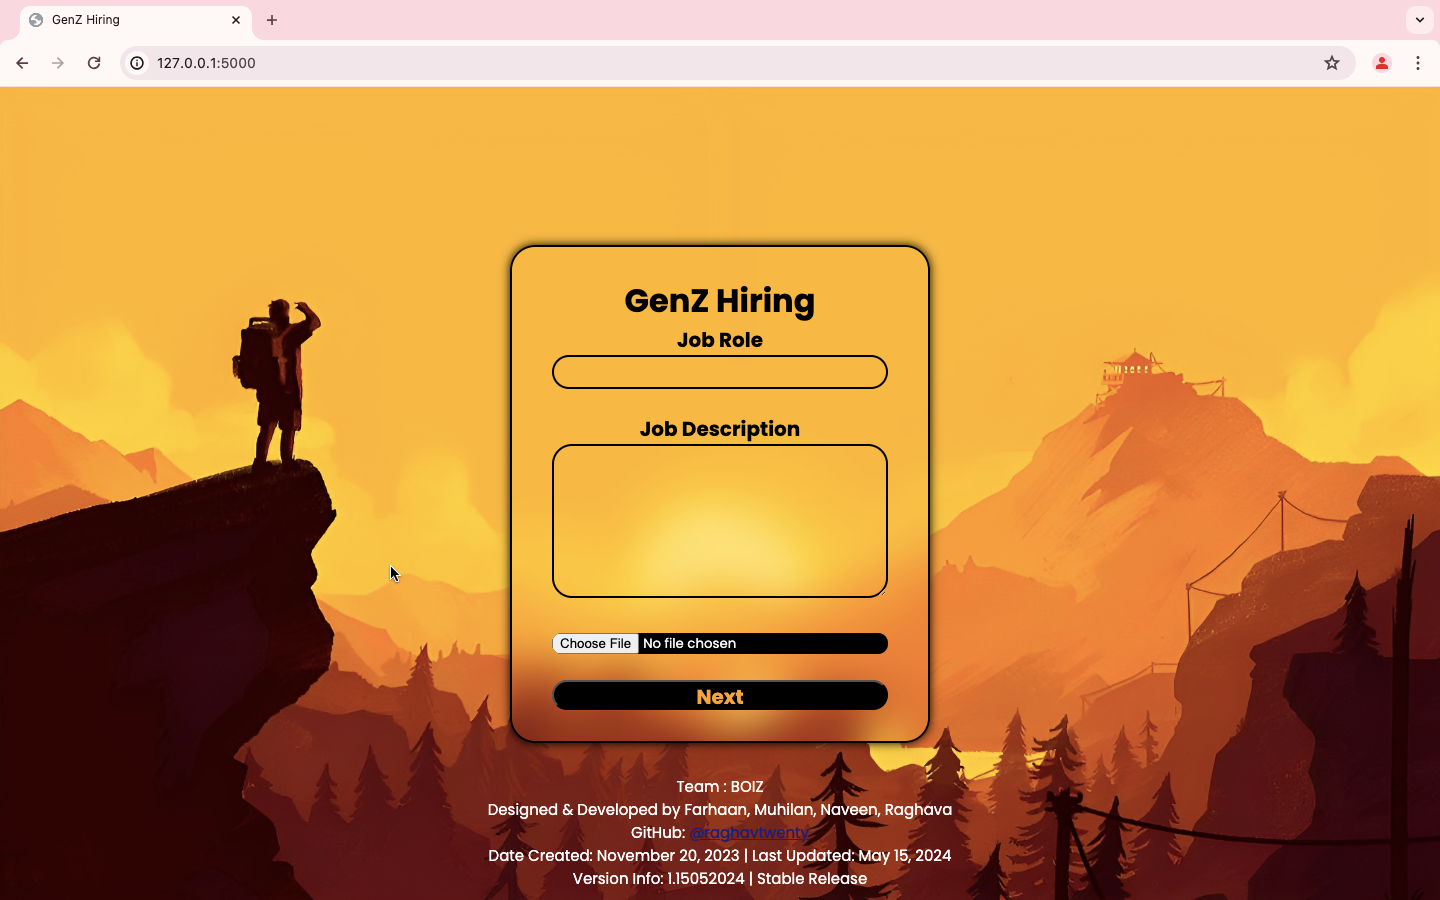 GenZ Hiring
127.0.0.1:5000
GenZ Hiring
Job Role
Job Description
Choose File No file chosen
Next
Team : BOIZ
Designed & Developed by Farhaan, Muhilan, Naveen, Raghava
GitHub: @raghavtwenty
Date Created: November 20, 2023 | Last Updated: May 15, 2024
Version Info: 1.15052024 | Stable Release